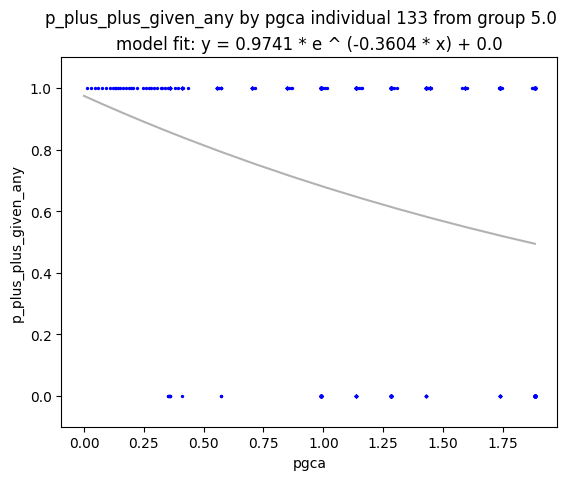 p_plus_plus_given_any by pgca individual 133 from group 5.0
model fit: y = 0.9741 * e ^ (-0.3604 * x) + 0.0
p_plus_plus_given_any
1.0
0.8
0.6
0.4
0.2
0.0
0.00 0.25 0.50 0.75 1.00 1.25 1.50 1.75
pgca